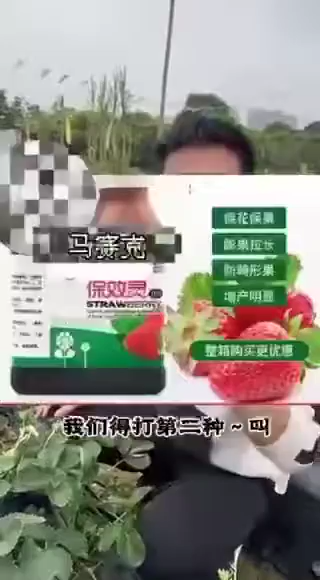 保花保果
膨果拉长
防畸形果
增产明显
整箱购买更优惠
马赛克
保效灵
STRAWBERRY
我们得打第二种～叫